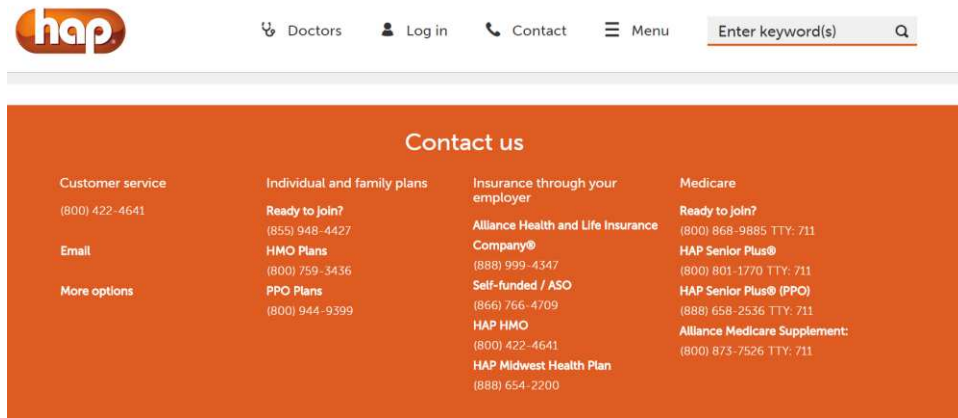 hap
Doctors
Log in
Contact
Menu
Enter keyword(s)
Contact us
Customer service
(800) 422-4641
Email
More options
Individual and family plans
Ready to join?
(855) 948-4427
HMO Plans
(800) 759-3436
PPO Plans
(800) 944-9399
Insurance through your
employer
Alliance Health and Life Insurance
Company®
(888) 999-4347
Self-funded / ASO
(866) 766-4709
HAP HMO
(800) 422-4641
HAP Midwest Health Plan
(888) 654-2200
Medicare
Ready to join?
(800) 868-9885 TTY: 711
HAP Senior Plus®
(800) 801-1770 TTY: 711
HAP Senior Plus® (PPO)
(888) 658-2536 TTY: 711
Alliance Medicare Supplement:
(800) 873-7526 TTY: 711